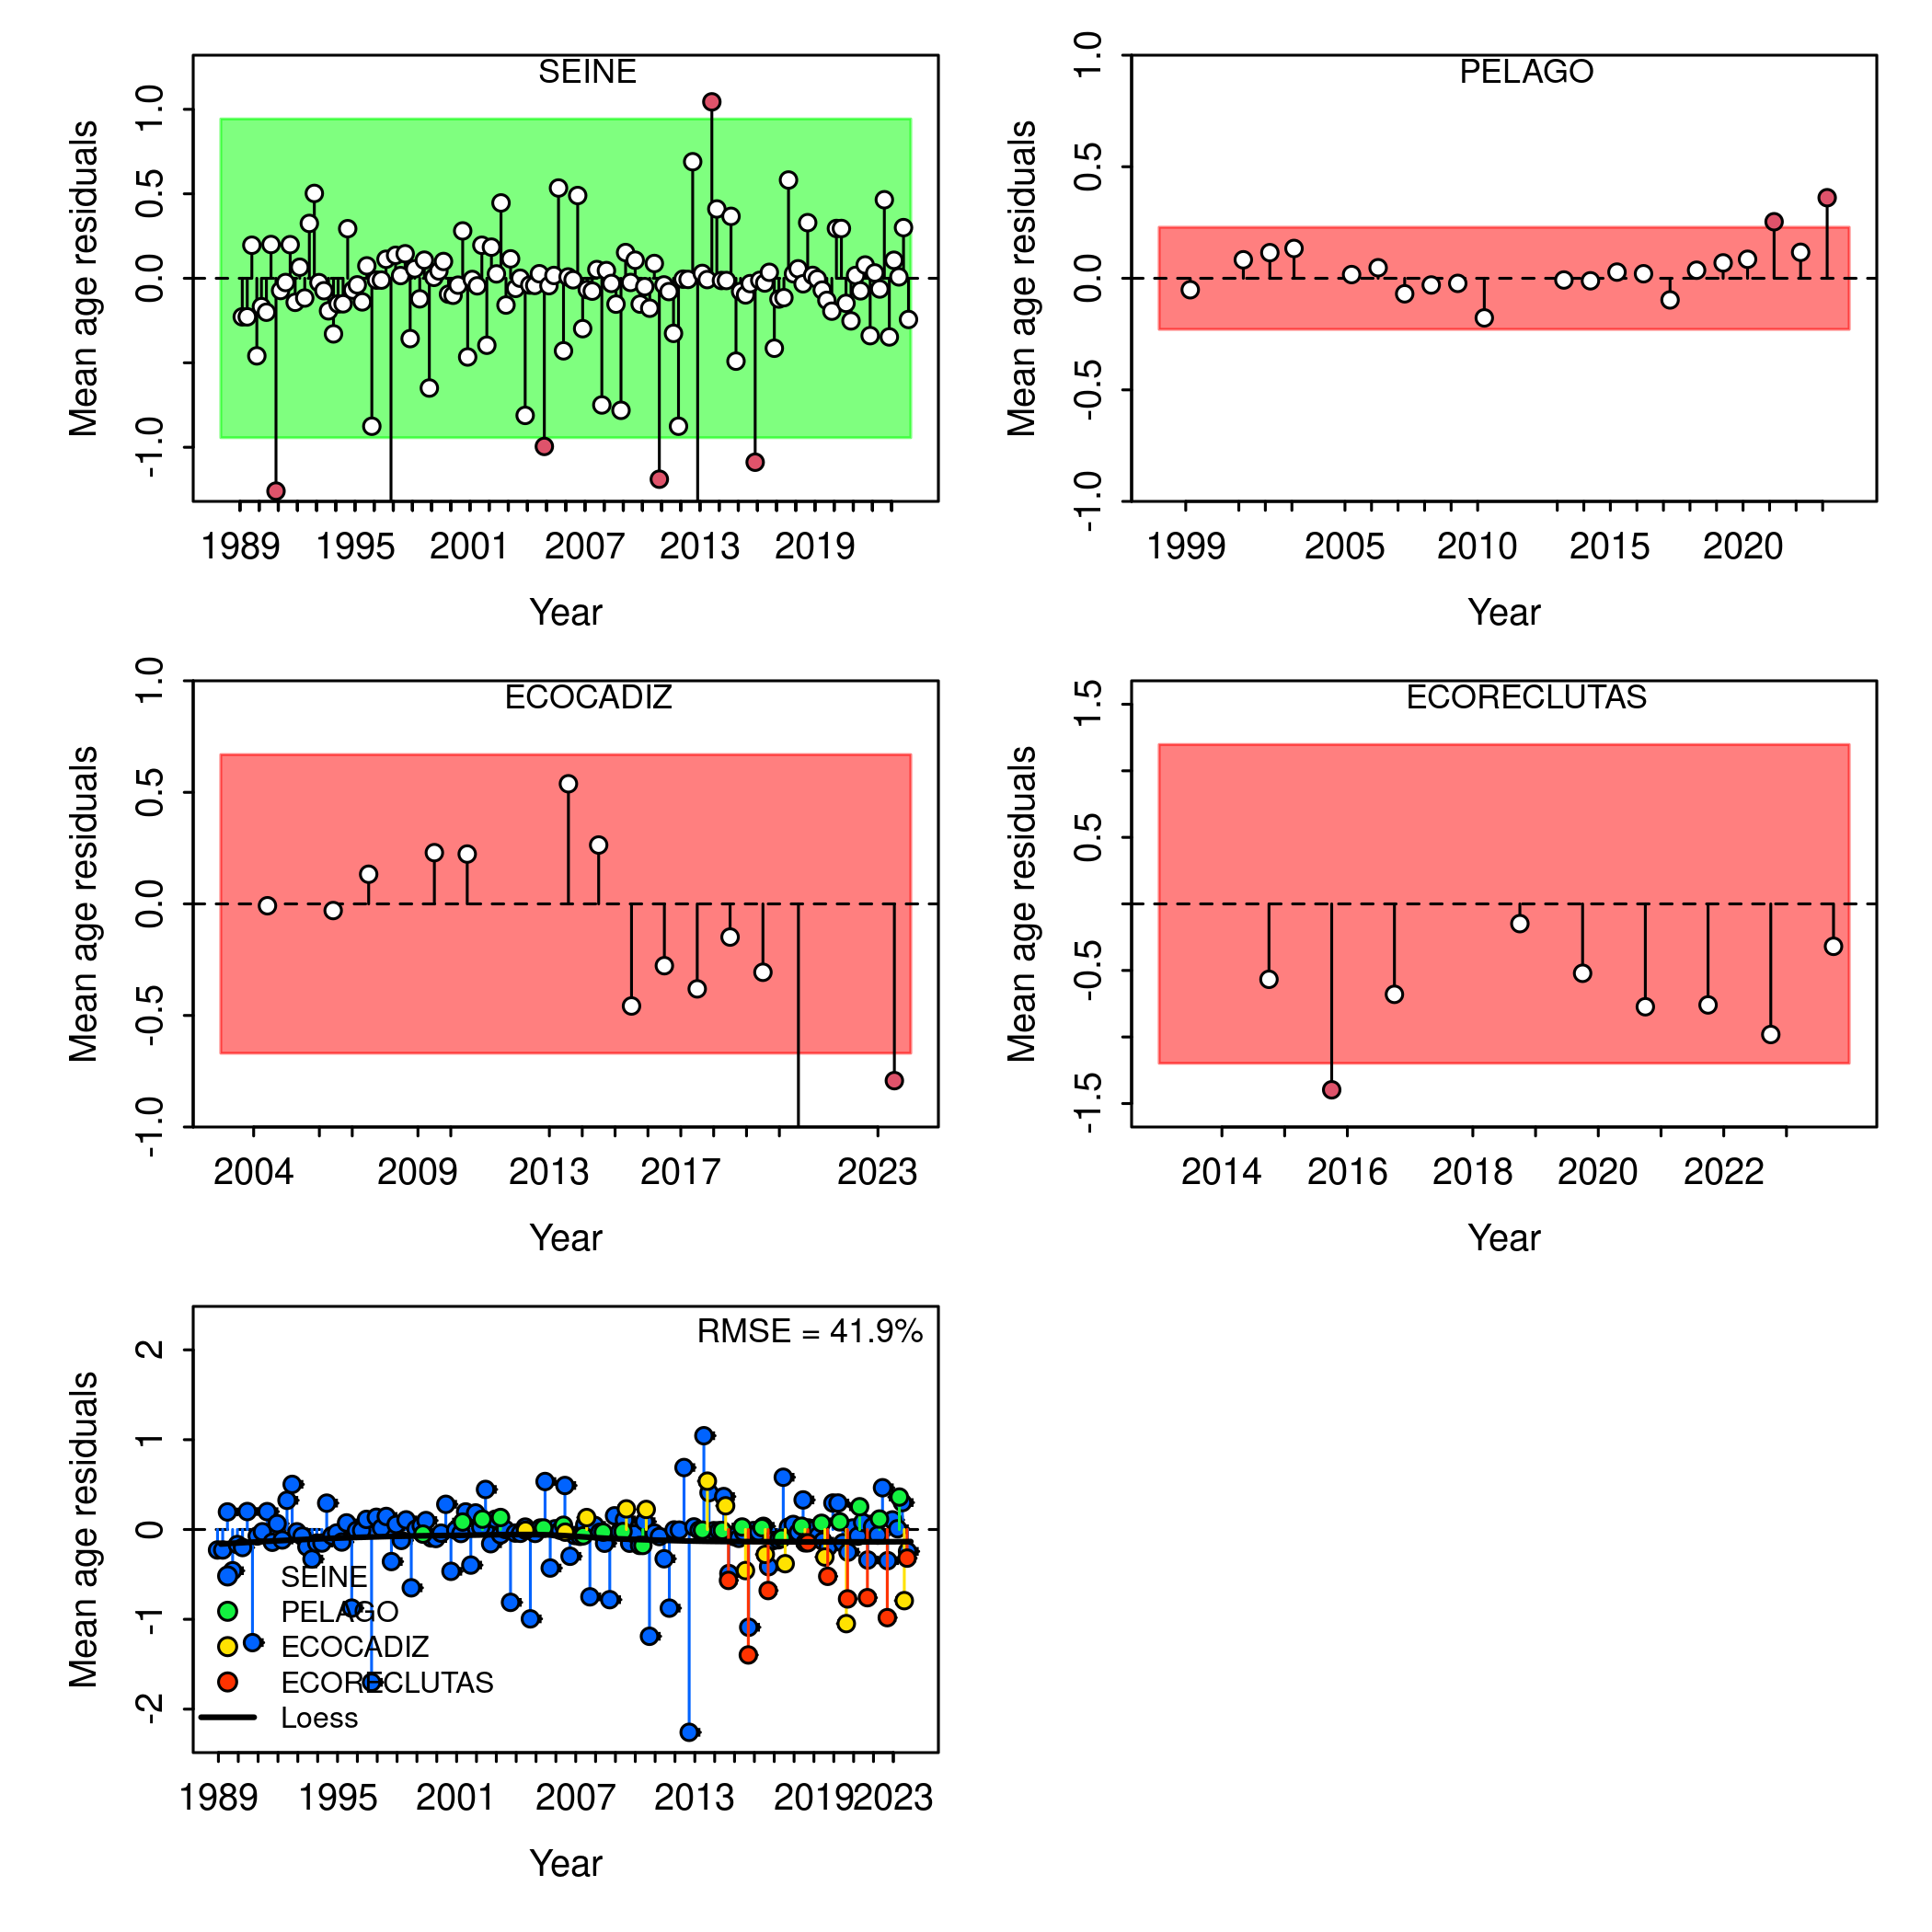 SEINE
Mean age residuals
1.0
0.5
0.0
-1.0
1989 1995 2001 2007 2013 2019
Year
PELAGO
Mean age residuals
1.0
0.5
0.0
-0.5
-1.0
1999 2005 2010 2015 2020
Year
ECOCADIZ
Mean age residuals
1.0
0.5
0.0
-0.5
-1.0
2004 2009 2013 2017 2023
Year
ECORECLUTAS
Mean age residuals
1.5
0.5
-0.5
-1.5
2014 2016 2018 2020 2022
Year
RMSE = 41.9%
Mean age residuals
2
1
0
-1
-2
SEINE
PELAGO
ECOCADIZ
ECORECLUTAS
Loess
1989 1995 2001 2007 2013 2019 2023
Year